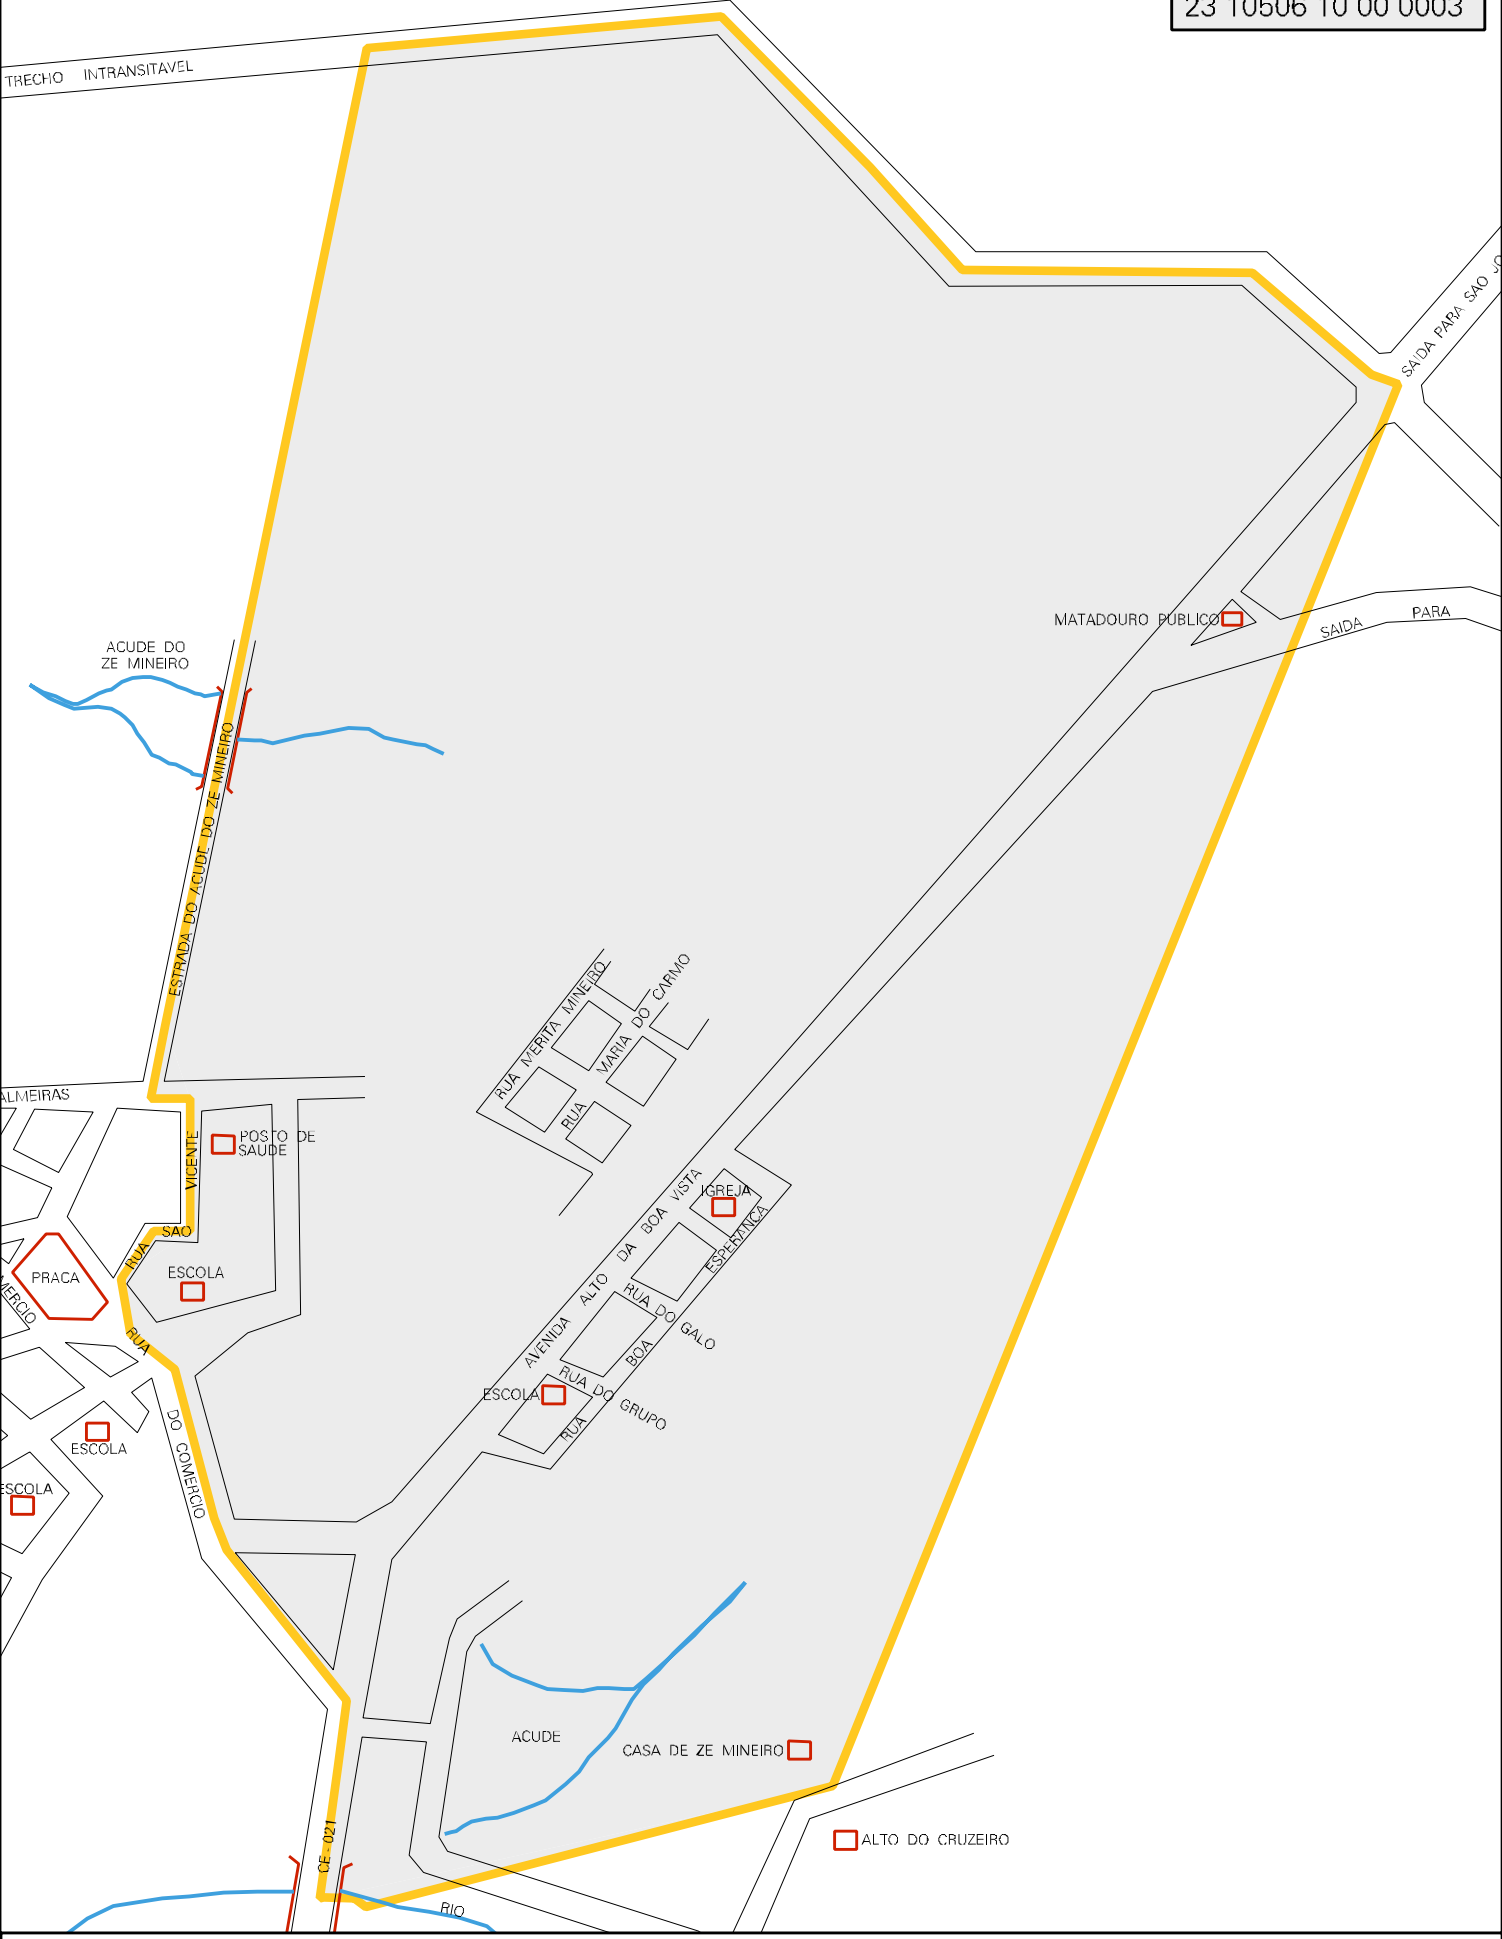 23 10506 10 00 0003
TRECHO INTRANSITAVEL
SAIDA PARA SAO JO
MATADOURO PÚBLICO
SAIDA PARA
ACUDE DO
ZE MINEIRO
ESTRADA DO ACUDE DO ZE MINEIRO
RUA MERITA MINEIRO
RUA MARIA DO CARMO
ALMEIRAS
POSTO DE
SAUDE
RUA SAO VICENTE
ESCOLA
PRACA
MERCIO
IGREJA
AVENIDA ALTO DA BOA VISTA
RUA BOA ESPERANCA
RUA DO GALO
RUA DO GRUPO
ESCOLA
RUA DO COMERCIO
ESCOLA
ESCOLA
ACUDE
CASA DE ZE MINEIRO
ALTO DO CRUZEIRO
CE - 021
RIO